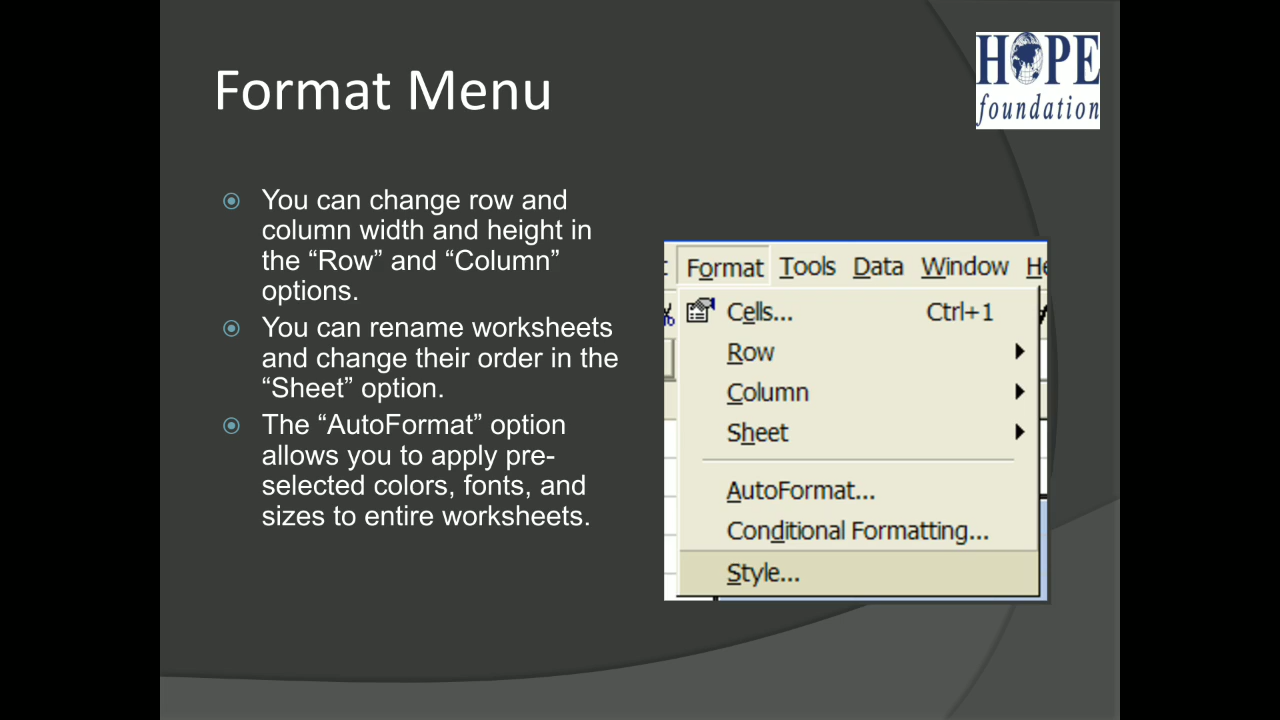 Format Menu
HOPE
foundation
You can change row and
column width and height in
the “Row” and “Column”
options.
You can rename worksheets
and change their order in the
“Sheet” option.
The “AutoFormat” option
allows you to apply pre-
selected colors, fonts, and
sizes to entire worksheets.
Format Tools Data Window
Cells... Ctrl+1
Row
Column
Sheet
AutoFormat...
Conditional Formatting...
Style...